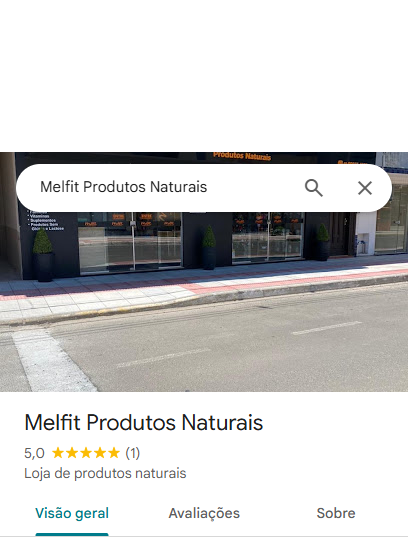 Produtos Naturais
Melfit Produtos Naturais
Vitaminas
* Suplementos
* Produtos Sem
Glúten e Lactose
Melfit Produtos Naturais
5,0 ★★★★★ (1)
Loja de produtos naturais
Visão geral Avaliações Sobre